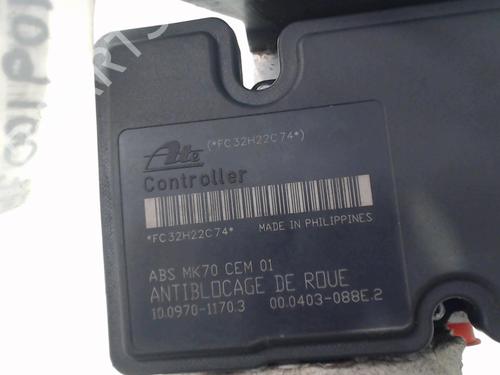 Ate (*FC32H22C74*)
Controller
*FC32H22C74* MADE IN PHILIPPINES
ABS MK70 CEM 01
ANTIBLOCAGE DE ROUE
10.0970-1170.3 00.0403-088E.2